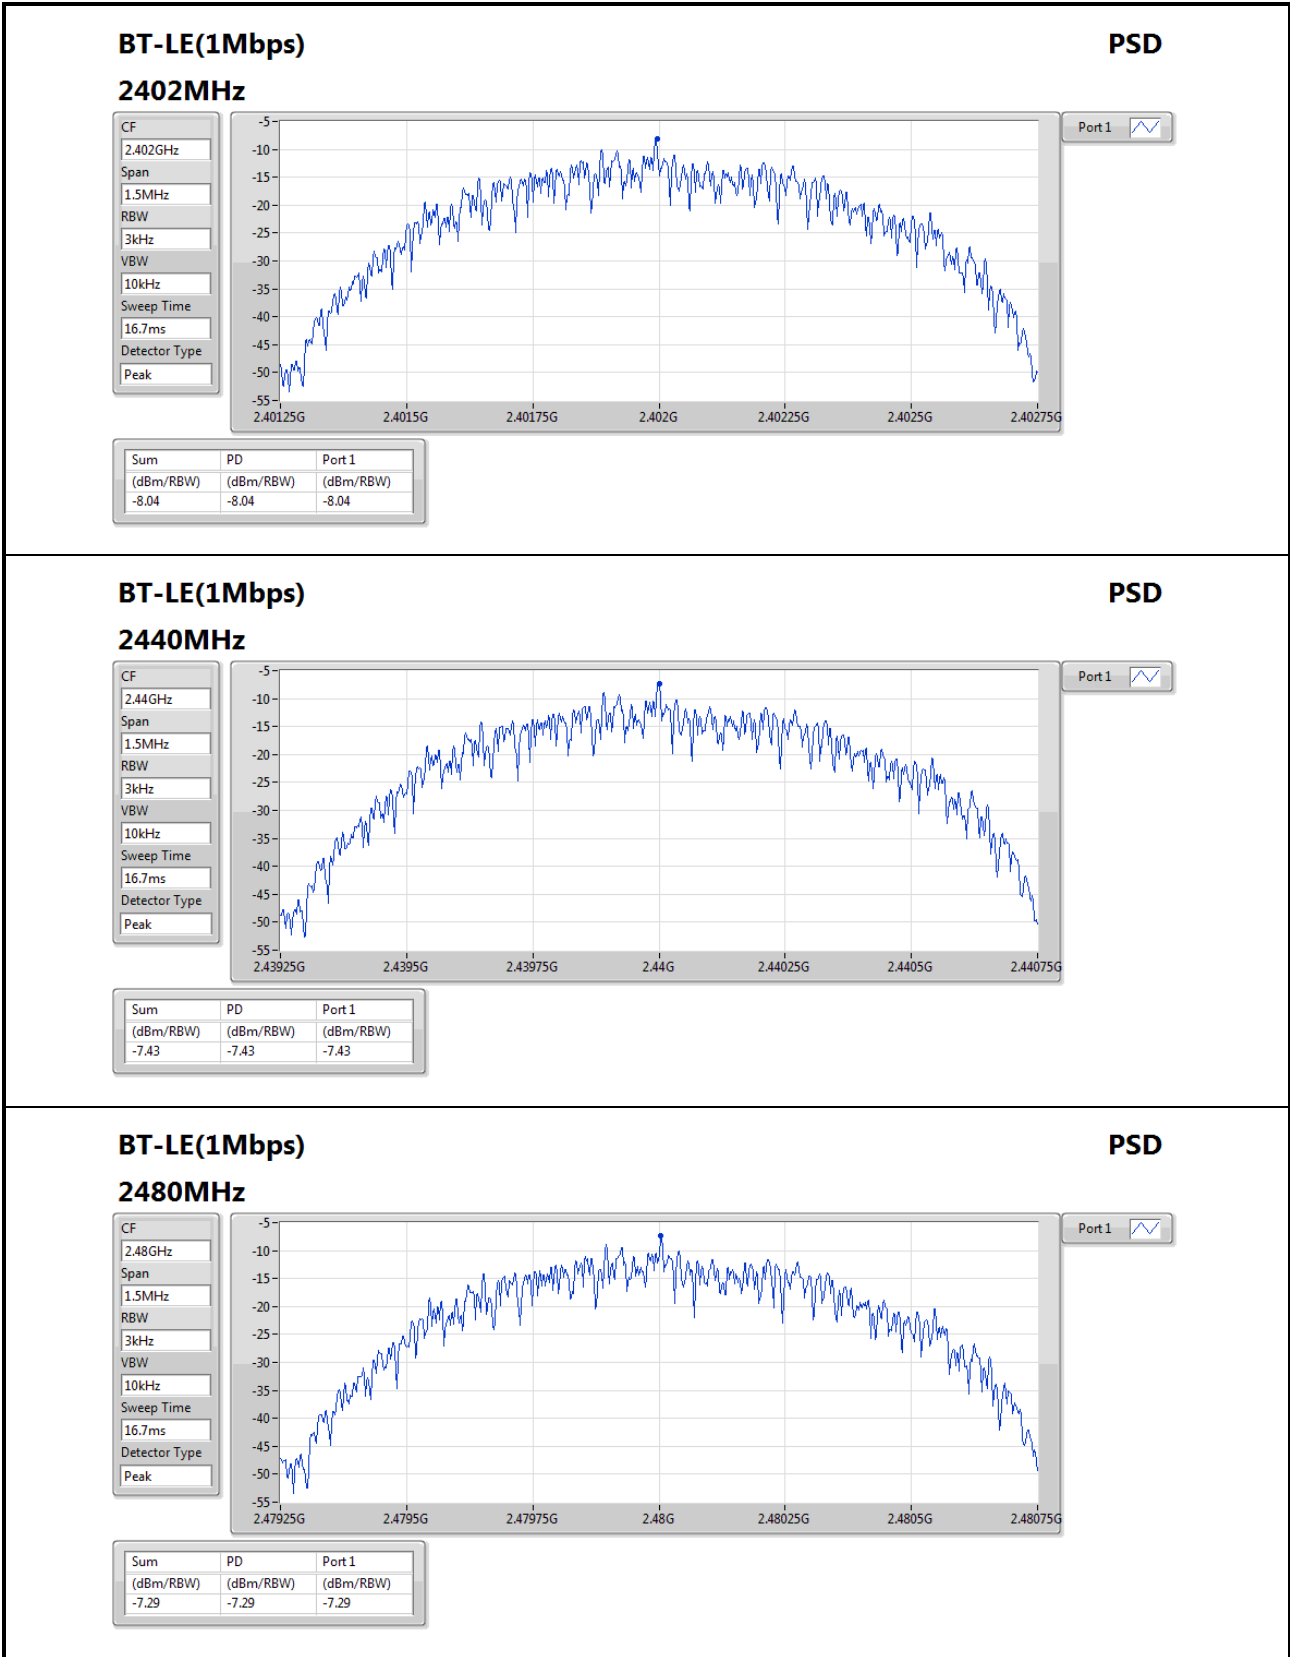 BT-LE(1Mbps) PSD
2402MHz
CF
2.402GHz
Span
1.5MHz
RBW
3kHz
VBW
10kHz
Sweep Time
16.7ms
Detector Type
Peak
-5
-10
-15
-20
-25
-30
-35
-40
-45
-50
-55
2.40125G 2.4015G 2.40175G 2.402G 2.40225G 2.4025G 2.40275G
Port 1
Sum PD Port 1
(dBm/RBW) (dBm/RBW) (dBm/RBW)
-8.04 -8.04 -8.04
BT-LE(1Mbps) PSD
2440MHz
CF
2.44GHz
Span
1.5MHz
RBW
3kHz
VBW
10kHz
Sweep Time
16.7ms
Detector Type
Peak
-5
-10
-15
-20
-25
-30
-35
-40
-45
-50
-55
2.43925G 2.4395G 2.43975G 2.44G 2.44025G 2.4405G 2.44075G
Port 1
Sum PD Port 1
(dBm/RBW) (dBm/RBW) (dBm/RBW)
-7.43 -7.43 -7.43
BT-LE(1Mbps) PSD
2480MHz
CF
2.48GHz
Span
1.5MHz
RBW
3kHz
VBW
10kHz
Sweep Time
16.7ms
Detector Type
Peak
-5
-10
-15
-20
-25
-30
-35
-40
-45
-50
-55
2.47925G 2.4795G 2.47975G 2.48G 2.48025G 2.4805G 2.48075G
Port 1
Sum PD Port 1
(dBm/RBW) (dBm/RBW) (dBm/RBW)
-7.29 -7.29 -7.29